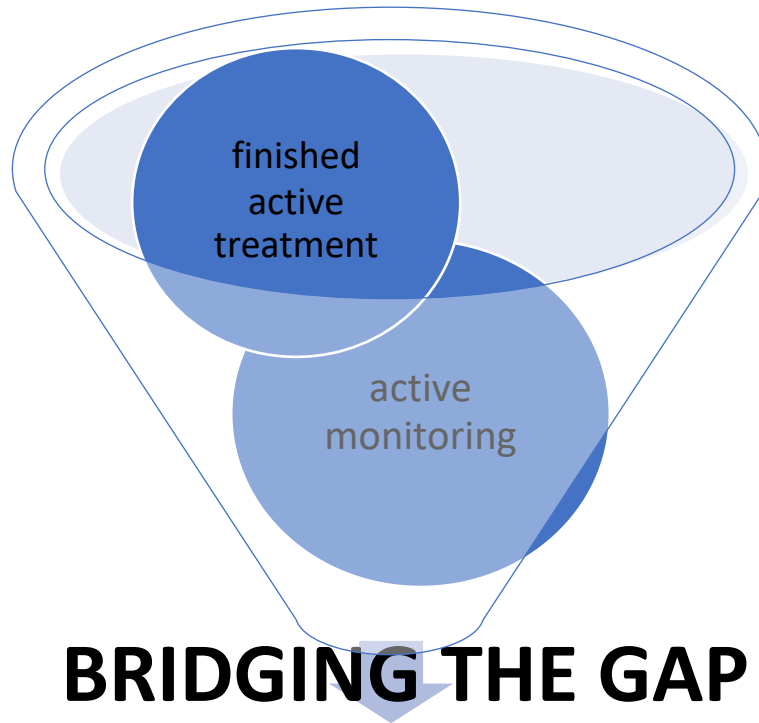 finished
active
treatment
active
monitoring
BRIDGING THE GAP